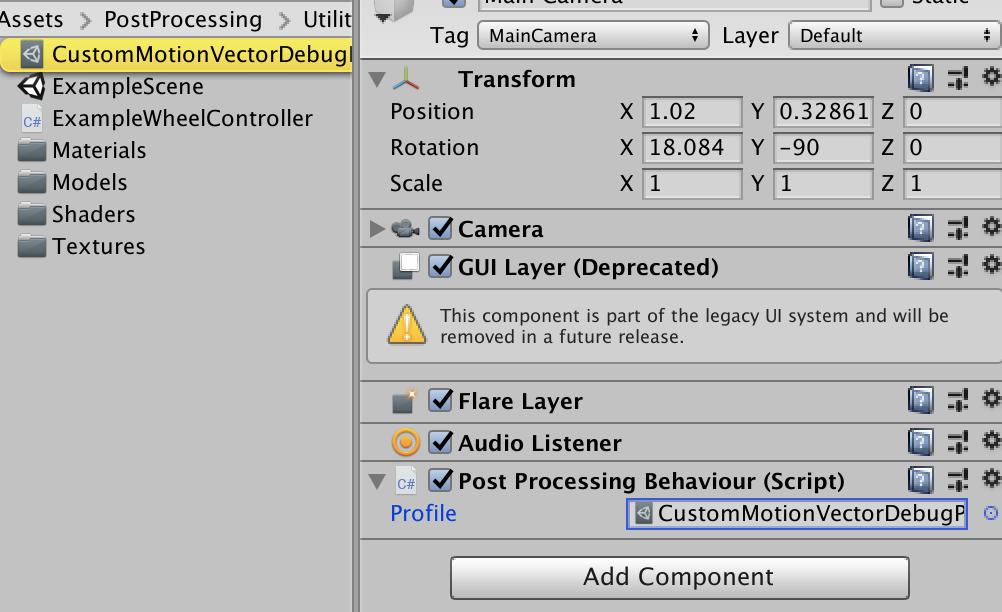 Assets > PostProcessing > Utilit
CustomMotionVectorDebugP
ExampleScene
C# ExampleWheelController
Materials
Models
Shaders
Textures
Main Camera Static
Tag MainCamera Layer Default
Transform
Position X 1.02 Y 0.32861 Z 0
Rotation X 18.084 Y -90 Z 0
Scale X 1 Y 1 Z 1
Camera
GUI Layer (Deprecated)
This component is part of the legacy UI system and will be
removed in a future release.
Flare Layer
Audio Listener
C# Post Processing Behaviour (Script)
Profile CustomMotionVectorDebugP
Add Component